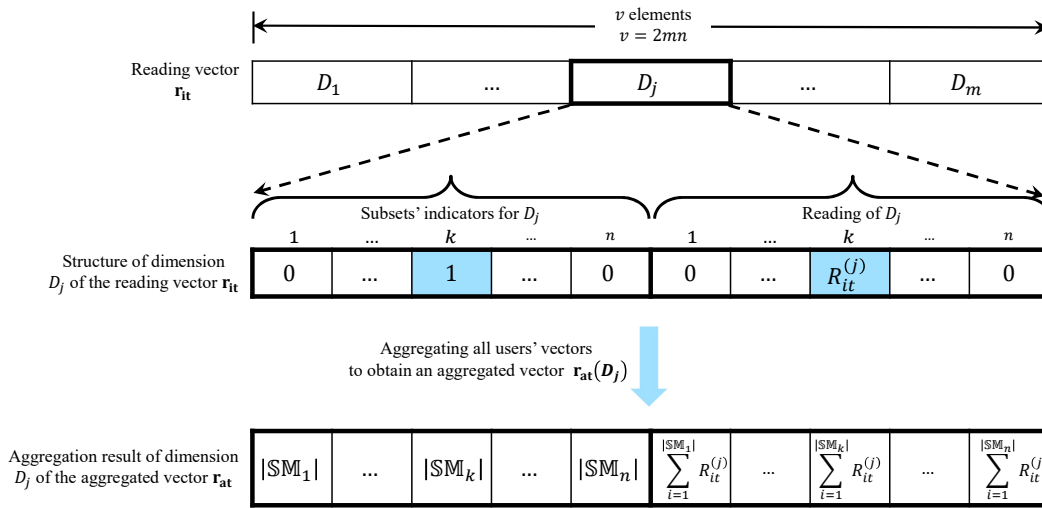 v elements
v = 2mn
Reading vector
r_it
D_1 ... D_j ... D_m
Subsets' indicators for D_j Reading of D_j
1 ... k ... n 1 ... k ... n
Structure of dimension
D_j of the reading vector r_it
0 ... 1 ... 0 0 ... R_it^(j) ... 0
Aggregating all users' vectors
to obtain an aggregated vector r_at(D_j)
Aggregation result of dimension
D_j of the aggregated vector r_at
|𝕊𝕄_1| ... |𝕊𝕄_k| ... |𝕊𝕄_n| ∑_{i=1}^{|𝕊𝕄_1|} R_it^(j) ... ∑_{i=1}^{|𝕊𝕄_k|} R_it^(j) ... ∑_{i=1}^{|𝕊𝕄_n|} R_it^(j)